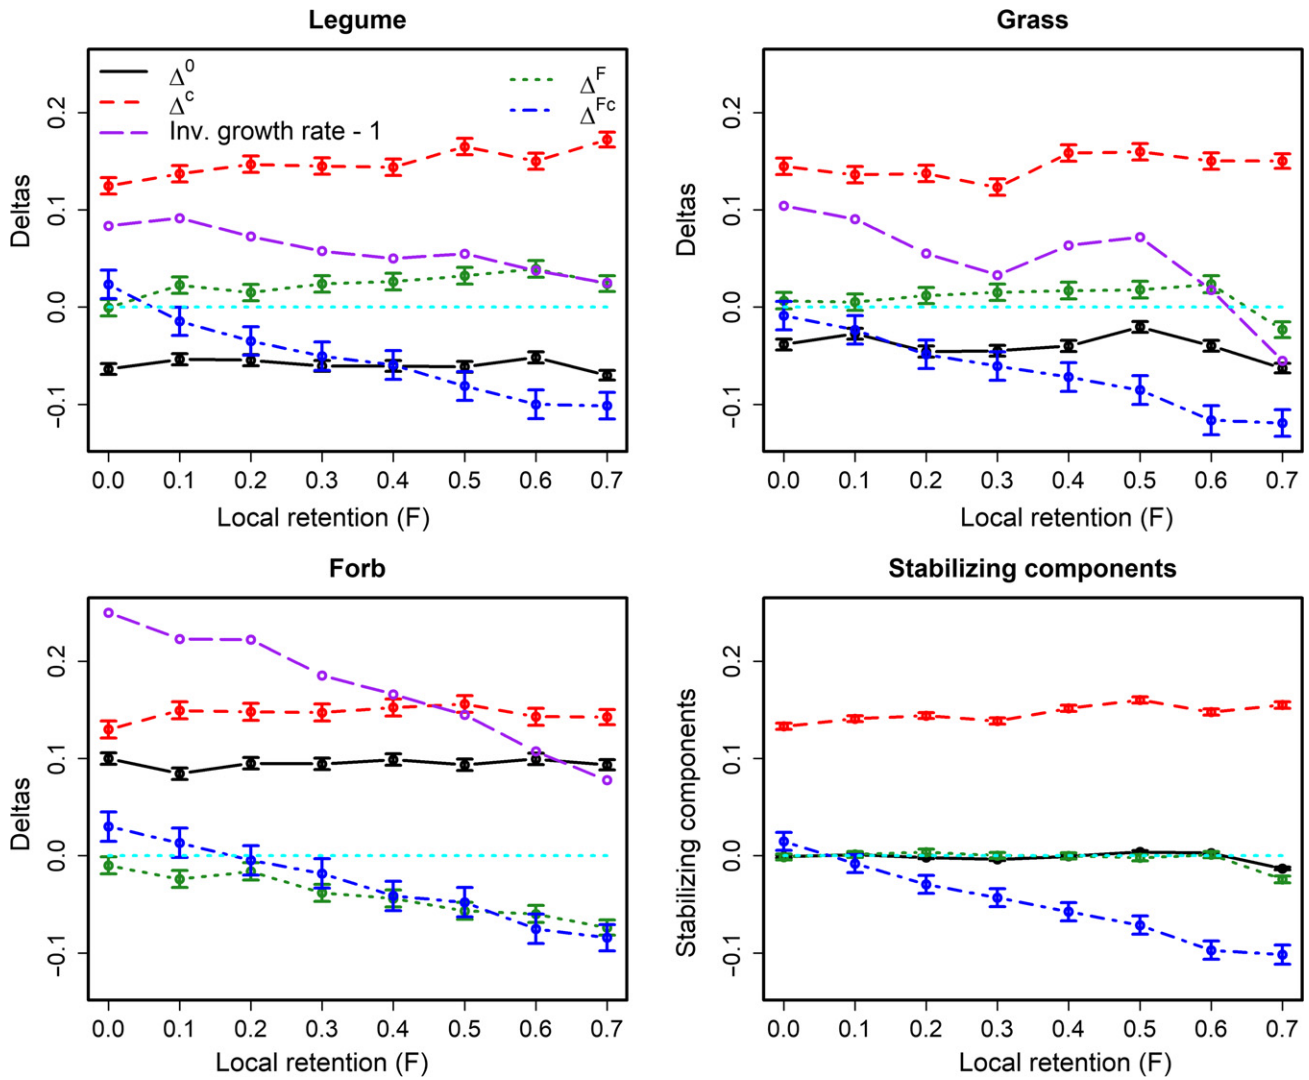 Legume
Δ^0
Δ^c
Inv. growth rate - 1
Δ^F
Δ^Fc
Deltas
0.2
0.1
0.0
−0.1
0.0 0.1 0.2 0.3 0.4 0.5 0.6 0.7
Local retention (F)
Grass
Deltas
0.2
0.1
0.0
−0.1
0.0 0.1 0.2 0.3 0.4 0.5 0.6 0.7
Local retention (F)
Forb
Deltas
0.2
0.1
0.0
−0.1
0.0 0.1 0.2 0.3 0.4 0.5 0.6 0.7
Local retention (F)
Stabilizing components
Stabilizing components
0.2
0.1
0.0
−0.1
0.0 0.1 0.2 0.3 0.4 0.5 0.6 0.7
Local retention (F)